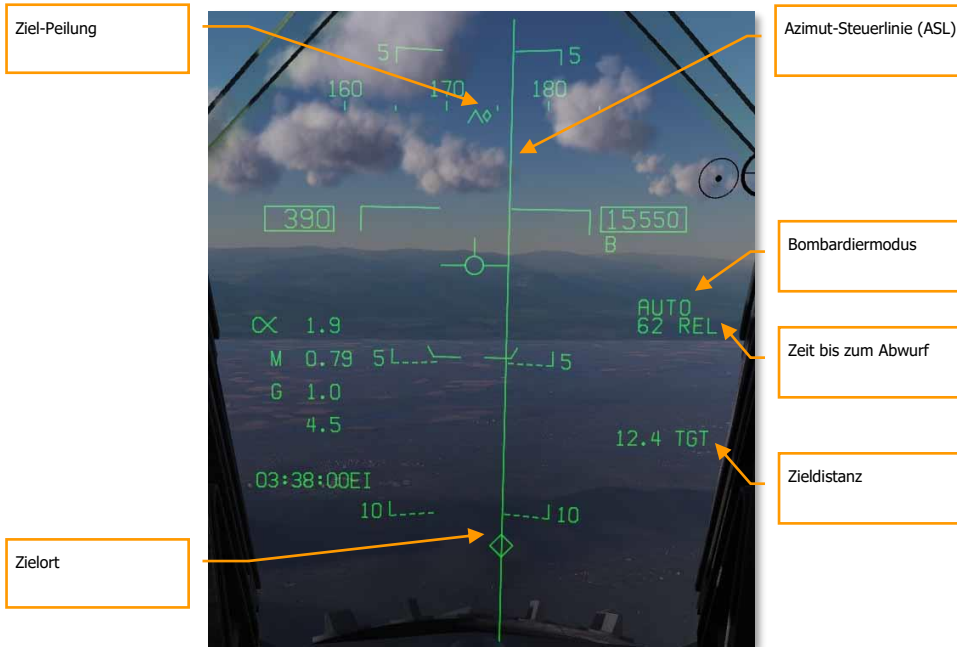 Ziel-Peilung
Azimut-Steuerlinie (ASL)
5 5
160 170 180
390 15550
B
Bombardiermodus
AUTO
α 1.9 62 REL
Zeit bis zum Abwurf
M 0.79 5 5
G 1.0
4.5 12.4 TGT
Zieldistanz
03:38:00EI
10 10
Zielort